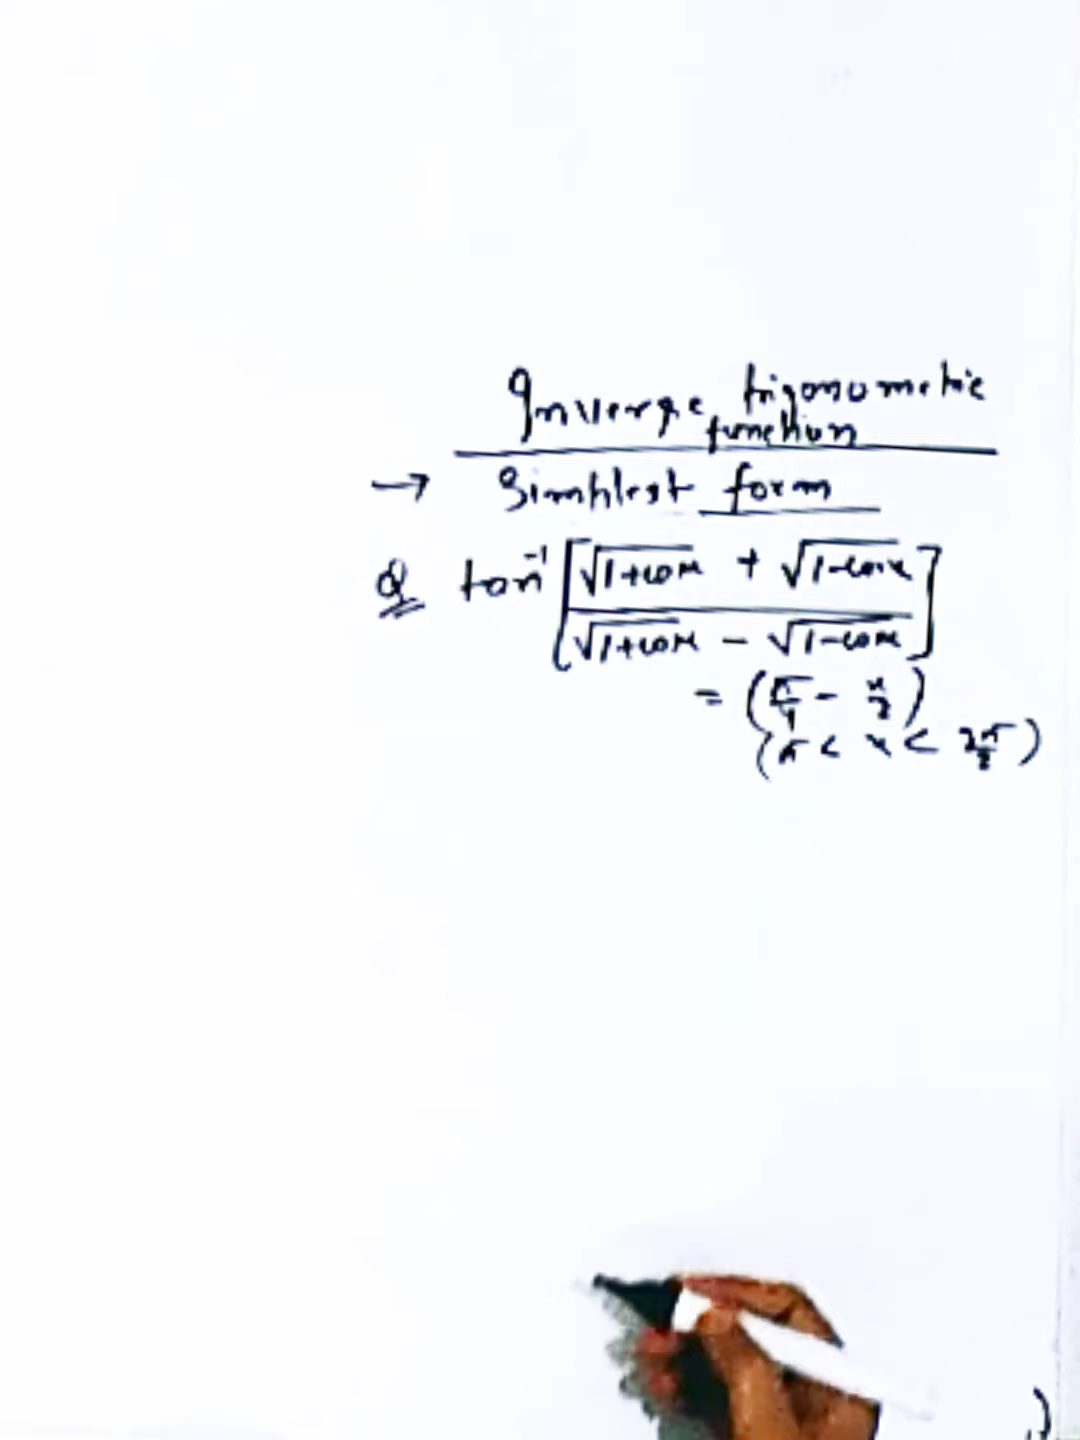 Inverse trigonometric
function
→ Simplest form
Q tan⁻¹ [(√1+cosx + √1-cosx) / (√1+cosx - √1-cosx)]
= (π/4 - x/2)
(π < x < 3π/2)